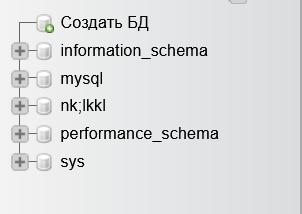 Создать БД
information_schema
mysql
nk;lkkl
performance_schema
sys